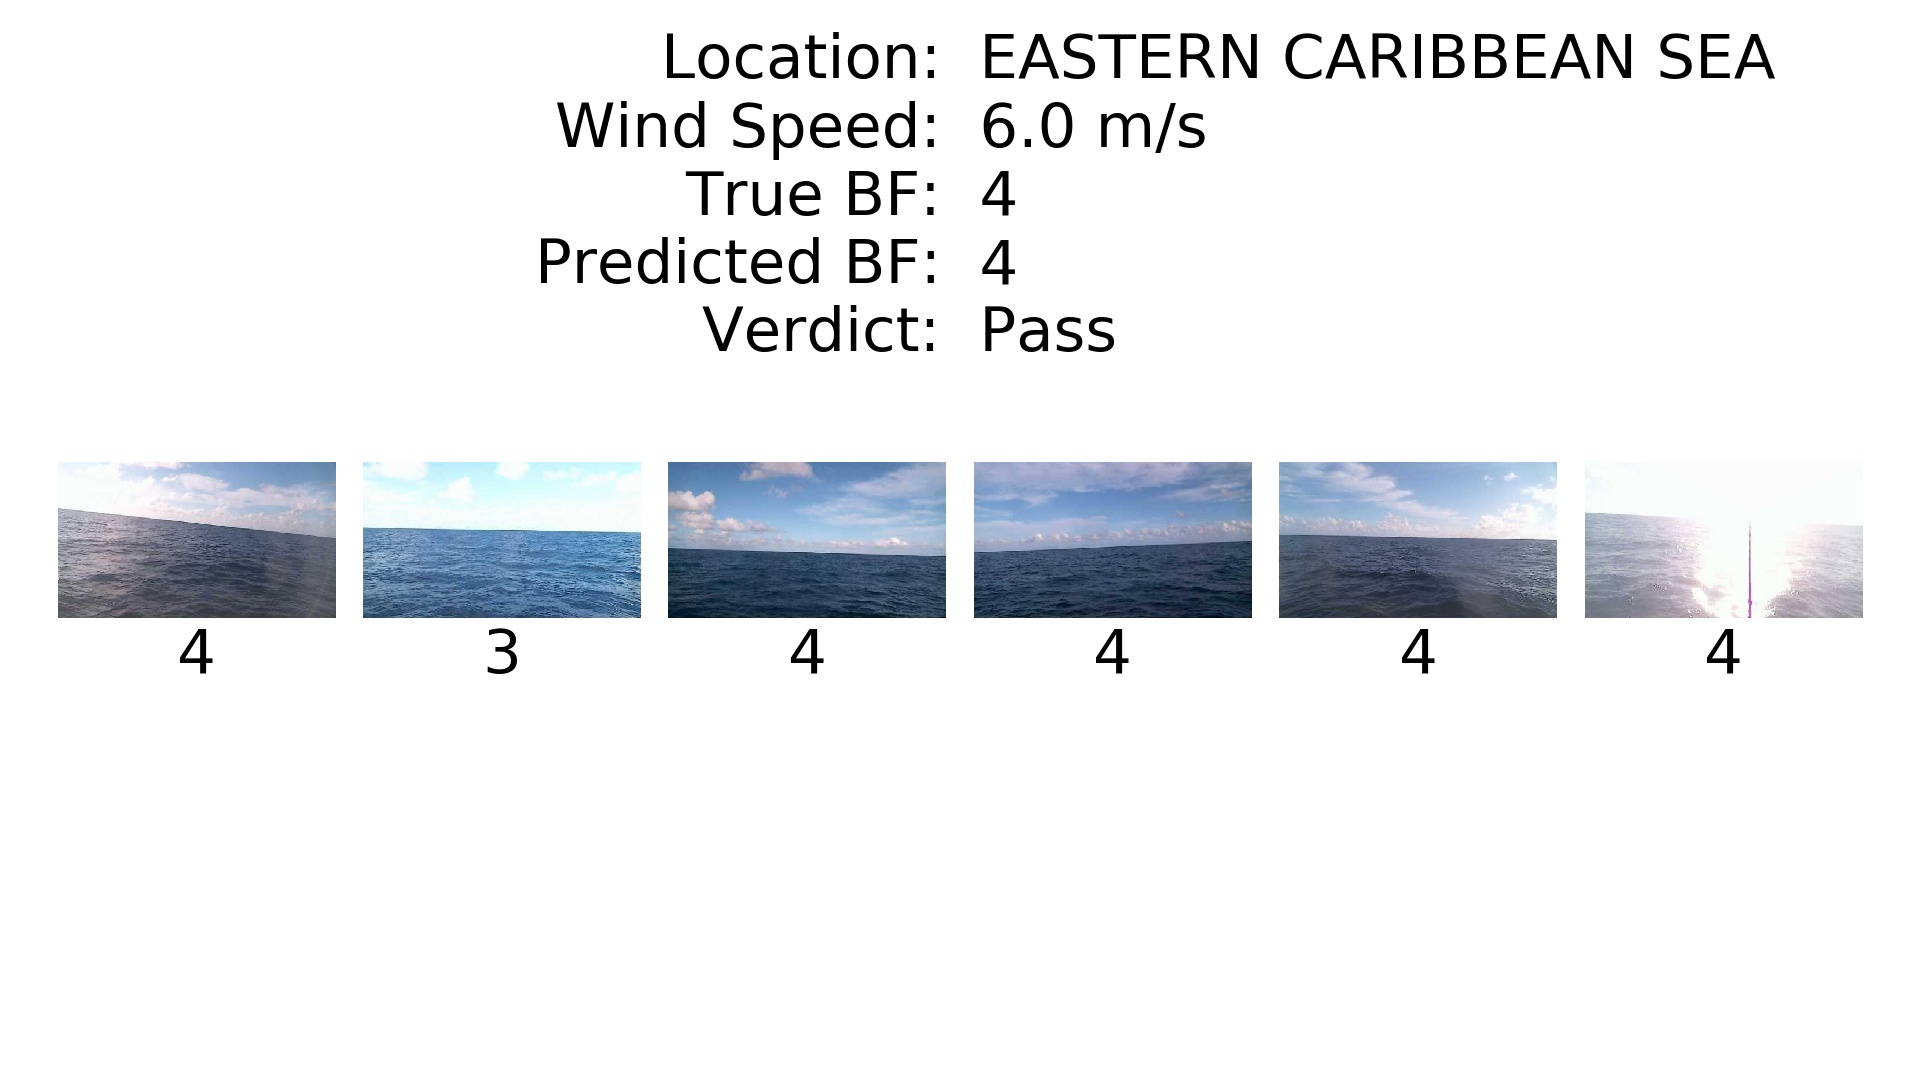 Location: EASTERN CARIBBEAN SEA
Wind Speed: 6.0 m/s
True BF: 4
Predicted BF: 4
Verdict: Pass
4 3 4 4 4 4